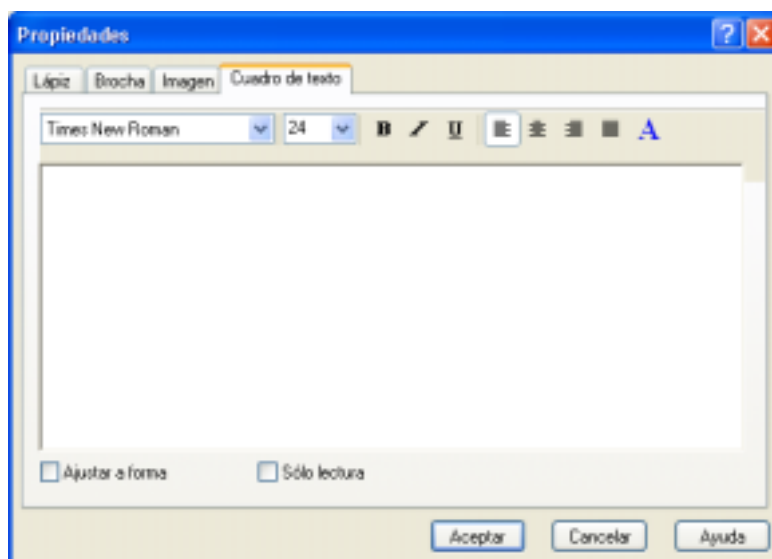 Propiedades
Lápiz Brocha Imagen Cuadro de texto
Times New Roman 24 B I U A
Ajustar a forma Sólo lectura
Aceptar Cancelar Ayuda